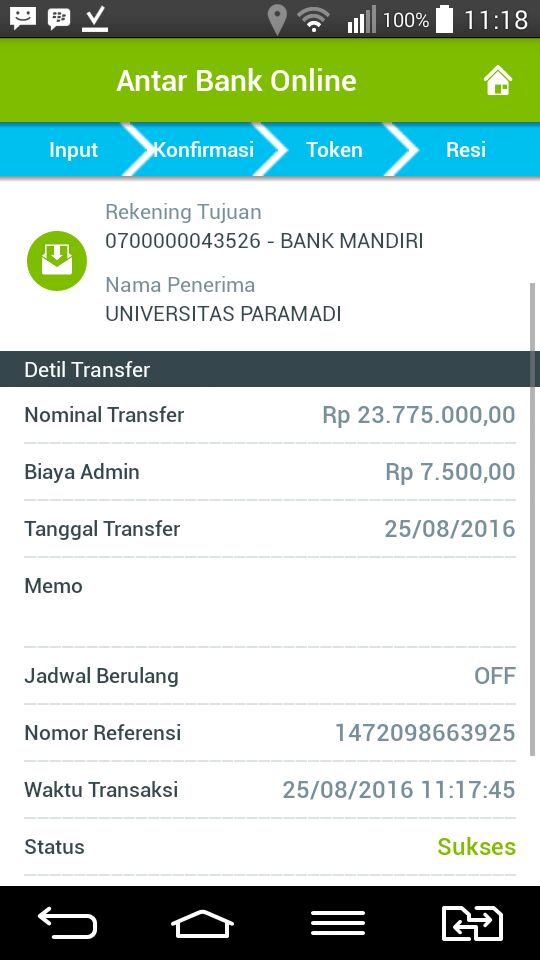 100% 11:18
Antar Bank Online
Input Konfirmasi Token Resi
Rekening Tujuan
0700000043526 - BANK MANDIRI
Nama Penerima
UNIVERSITAS PARAMADI
Detil Transfer
Nominal Transfer Rp 23.775.000,00
Biaya Admin Rp 7.500,00
Tanggal Transfer 25/08/2016
Memo
Jadwal Berulang OFF
Nomor Referensi 1472098663925
Waktu Transaksi 25/08/2016 11:17:45
Status Sukses